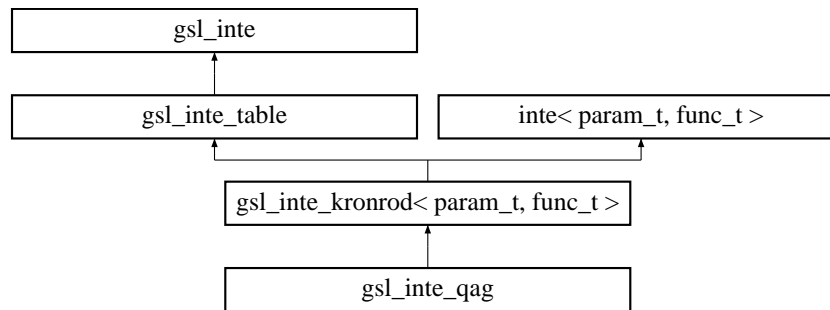 gsl_inte
gsl_inte_table
inte< param_t, func_t >
gsl_inte_kronrod< param_t, func_t >
gsl_inte_qag